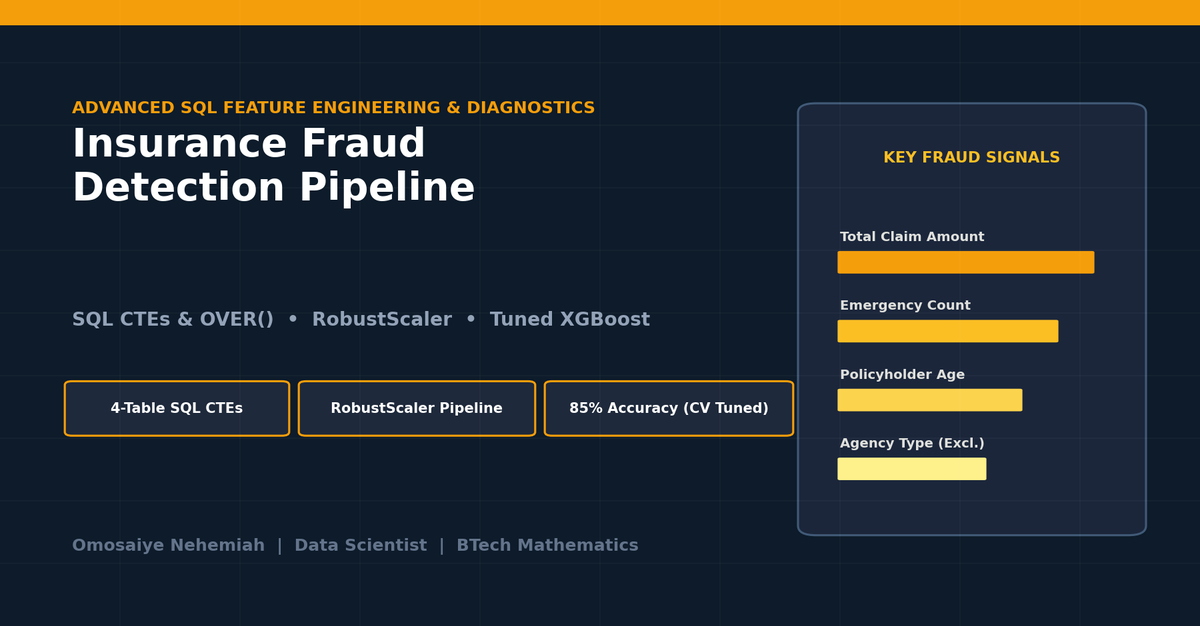 ADVANCED SQL FEATURE ENGINEERING & DIAGNOSTICS
Insurance Fraud
Detection Pipeline
SQL CTEs & OVER() • RobustScaler • Tuned XGBoost
4-Table SQL CTEs
RobustScaler Pipeline
85% Accuracy (CV Tuned)
Omosaiye Nehemiah | Data Scientist | BTech Mathematics
KEY FRAUD SIGNALS
Total Claim Amount
Emergency Count
Policyholder Age
Agency Type (Excl.)